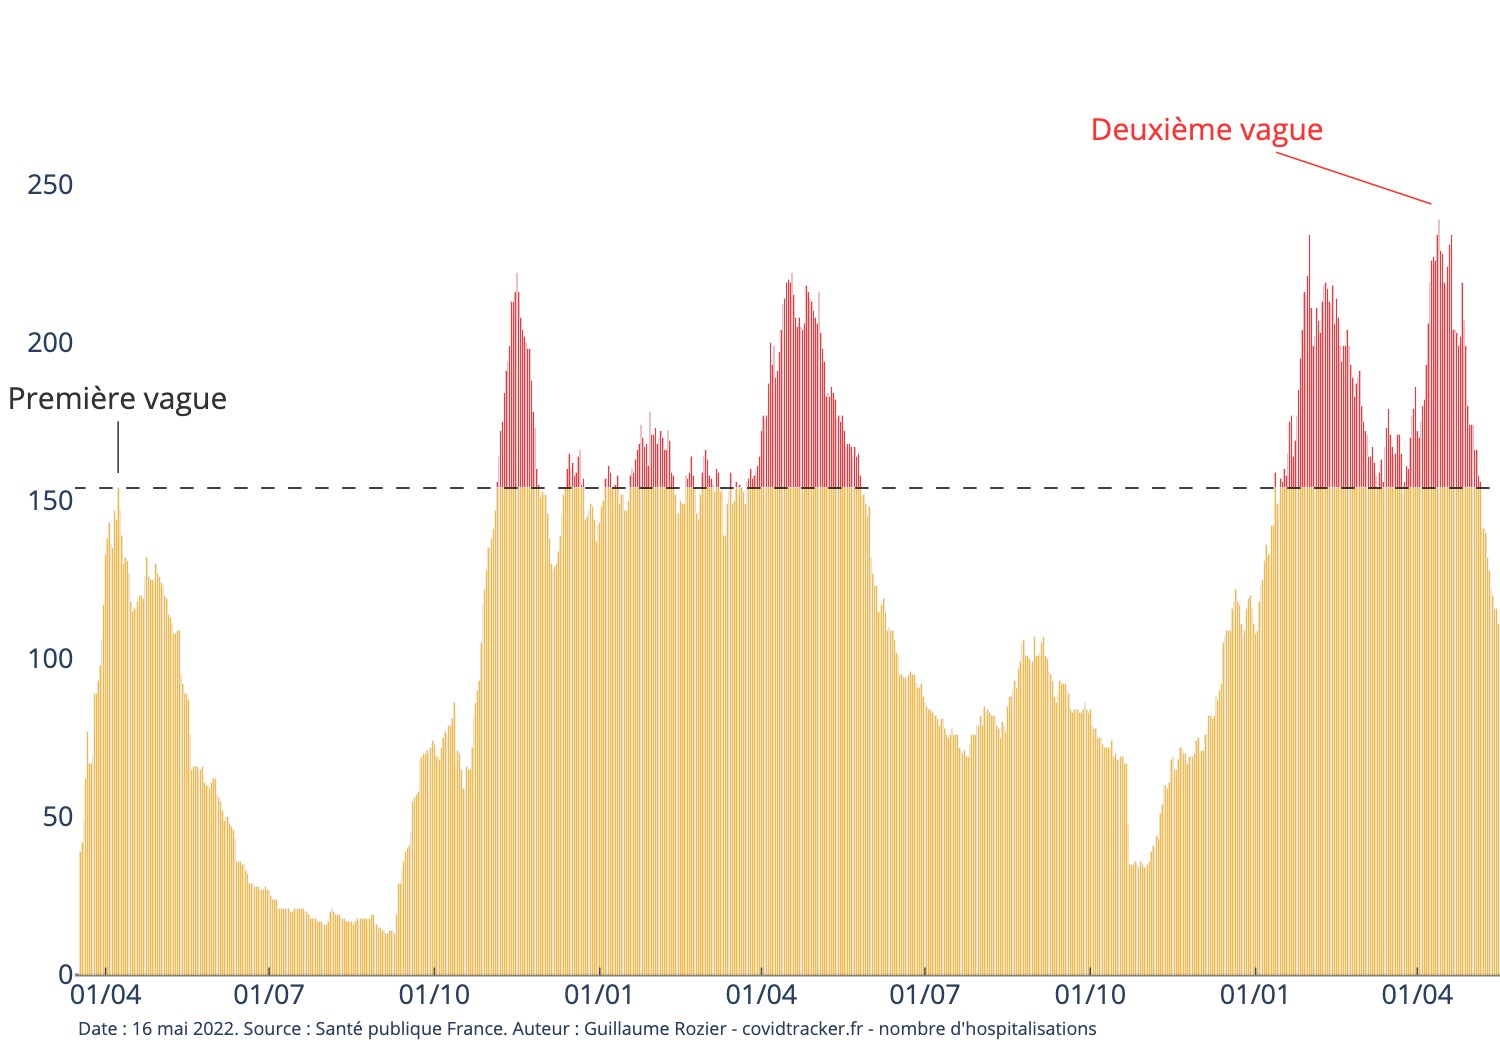 Deuxième vague
250
200
Première vague
150
100
50
0
01/04 01/07 01/10 01/01 01/04 01/07 01/10 01/01 01/04
Date : 16 mai 2022. Source : Santé publique France. Auteur : Guillaume Rozier - covidtracker.fr - nombre d'hospitalisations